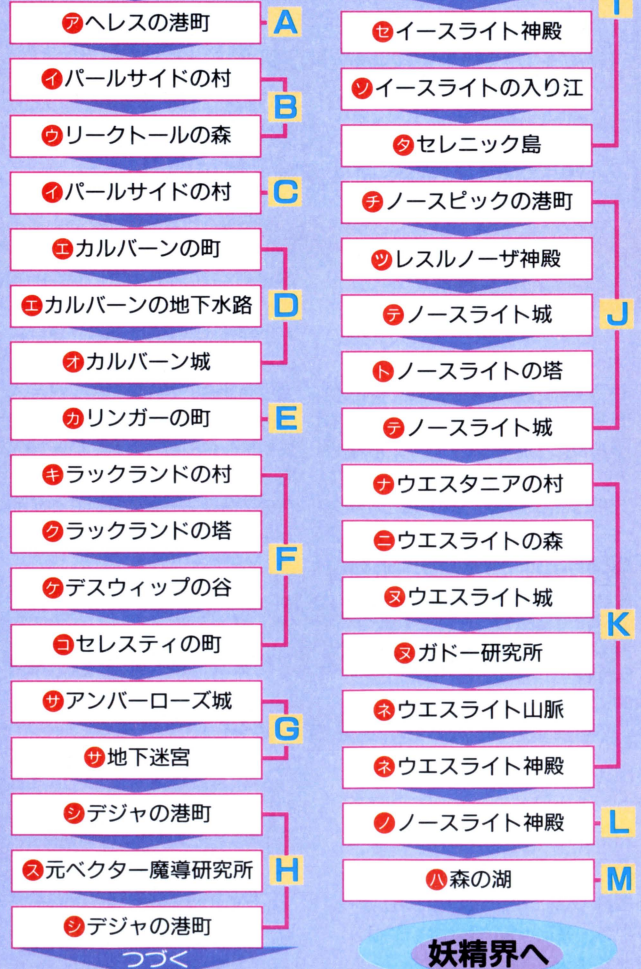 アヘレスの港町 A
イパールサイドの村
B
ウリークトールの森
イパールサイドの村 C
エカルバーンの町
エカルバーンの地下水路 D
オカルバーン城
カリンガーの町 E
キラックランドの村
クラックランドの塔
F
ケデスウィップの谷
コセレスティの町
サアンバーローズ城
G
サ地下迷宮
シデジャの港町
ス元ベクター魔導研究所 H
シデジャの港町
つづく
I
セイースライト神殿
ソイースライトの入り江
タセレニック島
チノースピックの港町
ツレスルノーザ神殿
テノースライト城 J
トノースライトの塔
テノースライト城
ナウエスタニアの村
ニウエスライトの森
ヌウエスライト城
K
ヌガドー研究所
ネウエスライト山脈
ネウエスライト神殿
ノノースライト神殿 L
ハ森の湖 M
妖精界へ